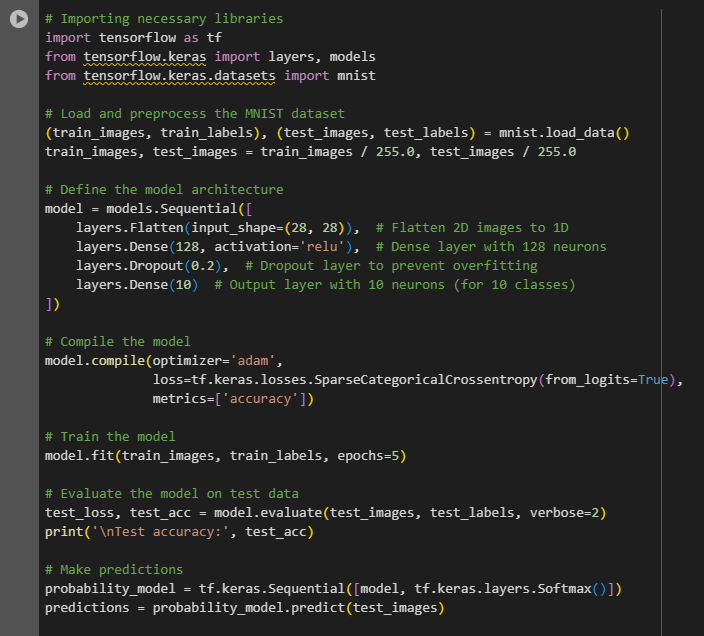 # Importing necessary libraries
import tensorflow as tf
from tensorflow.keras import layers, models
from tensorflow.keras.datasets import mnist

# Load and preprocess the MNIST dataset
(train_images, train_labels), (test_images, test_labels) = mnist.load_data()
train_images, test_images = train_images / 255.0, test_images / 255.0

# Define the model architecture
model = models.Sequential([
    layers.Flatten(input_shape=(28, 28)),  # Flatten 2D images to 1D
    layers.Dense(128, activation='relu'),  # Dense layer with 128 neurons
    layers.Dropout(0.2),  # Dropout layer to prevent overfitting
    layers.Dense(10)  # Output layer with 10 neurons (for 10 classes)
])

# Compile the model
model.compile(optimizer='adam',
              loss=tf.keras.losses.SparseCategoricalCrossentropy(from_logits=True),
              metrics=['accuracy'])

# Train the model
model.fit(train_images, train_labels, epochs=5)

# Evaluate the model on test data
test_loss, test_acc = model.evaluate(test_images, test_labels, verbose=2)
print('\nTest accuracy:', test_acc)

# Make predictions
probability_model = tf.keras.Sequential([model, tf.keras.layers.Softmax()])
predictions = probability_model.predict(test_images)